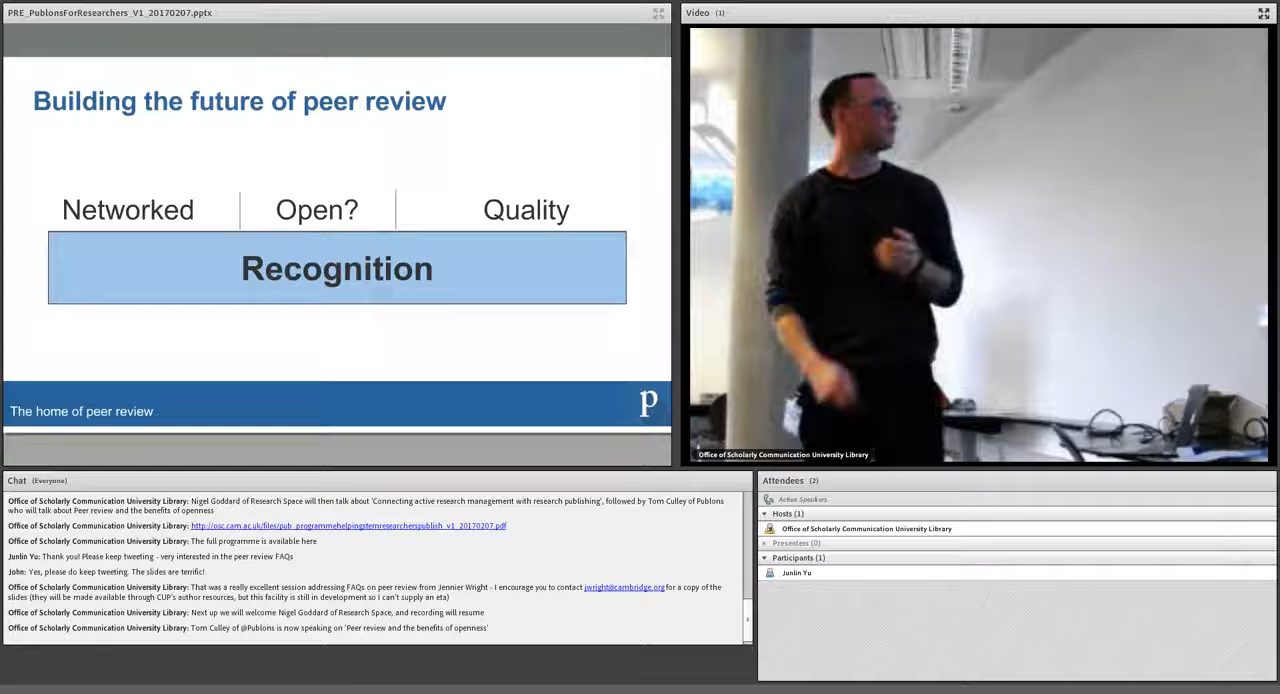 PRE_PublonsForResearchers_V1_20170207.pptx
Building the future of peer review
Networked
Open?
Quality
Recognition
The home of peer review
p
Video (1)
Office of Scholarly Communication University Library
Chat (Everyone)
Office of Scholarly Communication University Library: Nigel Goddard of Research Space will then talk about 'Connecting active research management with research publishing', followed by Tom Culley of Publons
who will talk about Peer review and the benefits of openness
Office of Scholarly Communication University Library: http://osc.cam.ac.uk/files/pub_programmehelpingstemresearcherspublish_v1_20170207.pdf
Office of Scholarly Communication University Library: The full programme is available here
Junlin Yu: Thank you! Please keep tweeting - very interested in the peer review FAQs
John: Yes, please do keep tweeting. The slides are terrific!
Office of Scholarly Communication University Library: That was a really excellent session addressing FAQs on peer review from Jennier Wright - I encourage you to contact jwright@cambridge.org for a copy of the
slides (they will be made available through CUP's author resources, but this facility is still in development so I can't supply an eta)
Office of Scholarly Communication University Library: Next up we will welcome Nigel Goddard of Research Space, and recording will resume
Office of Scholarly Communication University Library: Tom Culley of @Publons is now speaking on 'Peer review and the benefits of openness'
Attendees (2)
Active Speakers
Hosts (1)
Office of Scholarly Communication University Library
Presenters (0)
Participants (1)
Junlin Yu